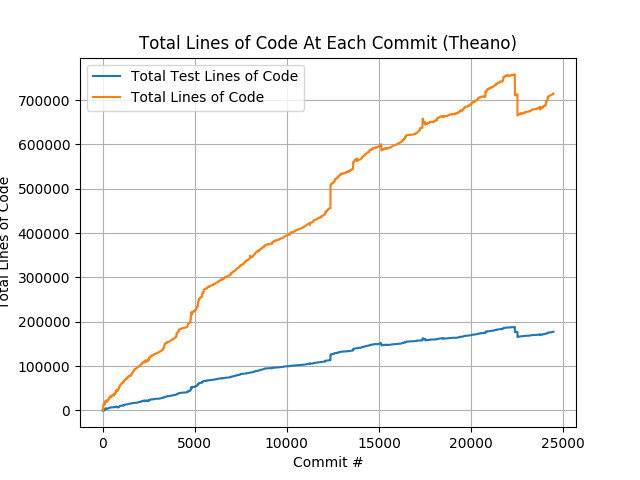 Total Lines of Code At Each Commit (Theano)
Total Test Lines of Code
Total Lines of Code
Total Lines of Code
700000
600000
500000
400000
300000
200000
100000
0
0
5000
10000
15000
20000
25000
Commit #